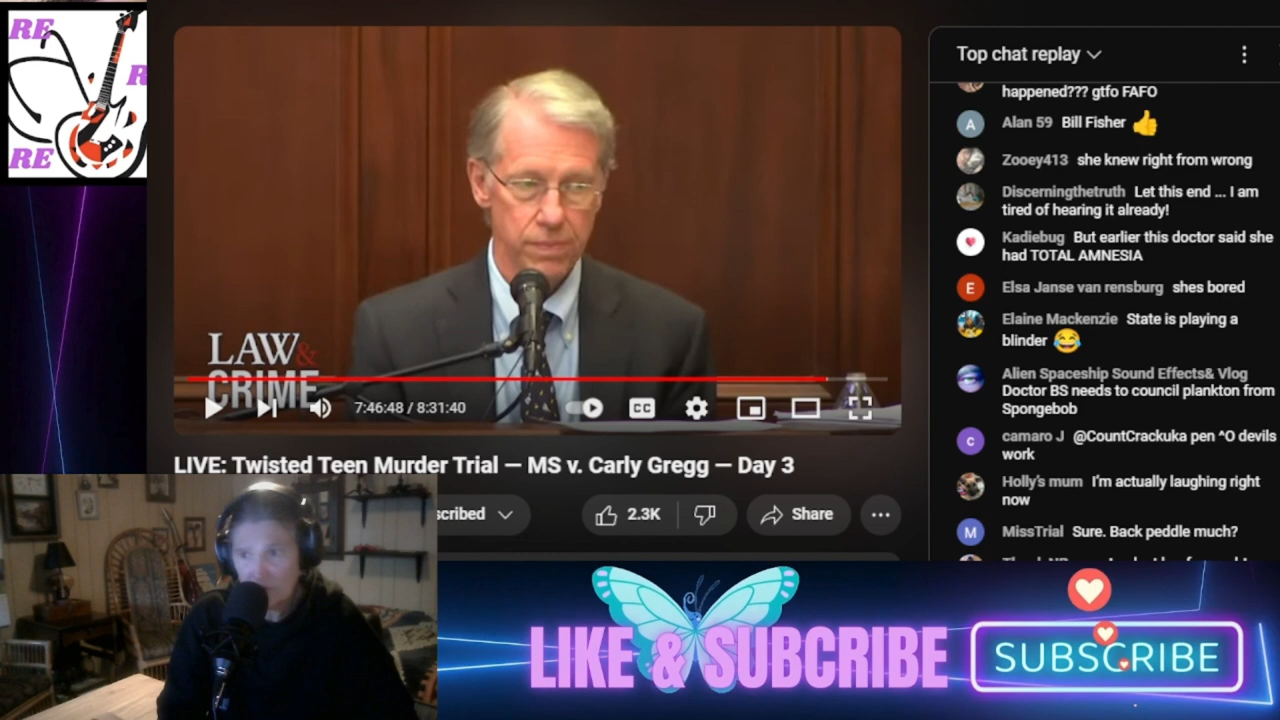 RE
R
RE
LAW&
CRIME
7:46:48 / 8:31:40
CC
LIVE: Twisted Teen Murder Trial — MS v. Carly Gregg — Day 3
scribed
2.3K
Share
Top chat replay
happened??? gtfo FAFO
A Alan 59 Bill Fisher 👍
Zooey413 she knew right from wrong
Discerningthetruth Let this end ... I am
tired of hearing it already!
Kadiebug But earlier this doctor said she
had TOTAL AMNESIA
E Elsa Janse van rensburg shes bored
Elaine Mackenzie State is playing a
blinder 😂
Alien Spaceship Sound Effects& Vlog
Doctor BS needs to council plankton from
Spongebob
c camaro J @CountCrackuka pen ^O devils
work
Holly's mum I'm actually laughing right
now
M MissTrial Sure. Back peddle much?
LIKE & SUBCRIBE
SUBSCRIBE